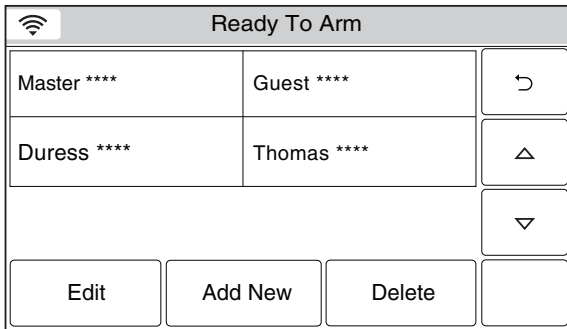 Ready To Arm
Master **** Guest ****
Duress **** Thomas ****
Edit Add New Delete